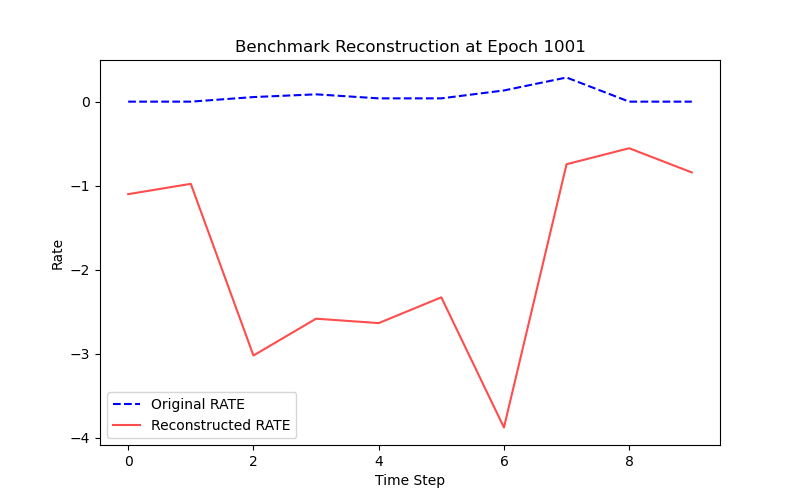 Benchmark Reconstruction at Epoch 1001
Rate
0
−1
−2
−3
−4
Original RATE
Reconstructed RATE
0 2 4 6 8
Time Step